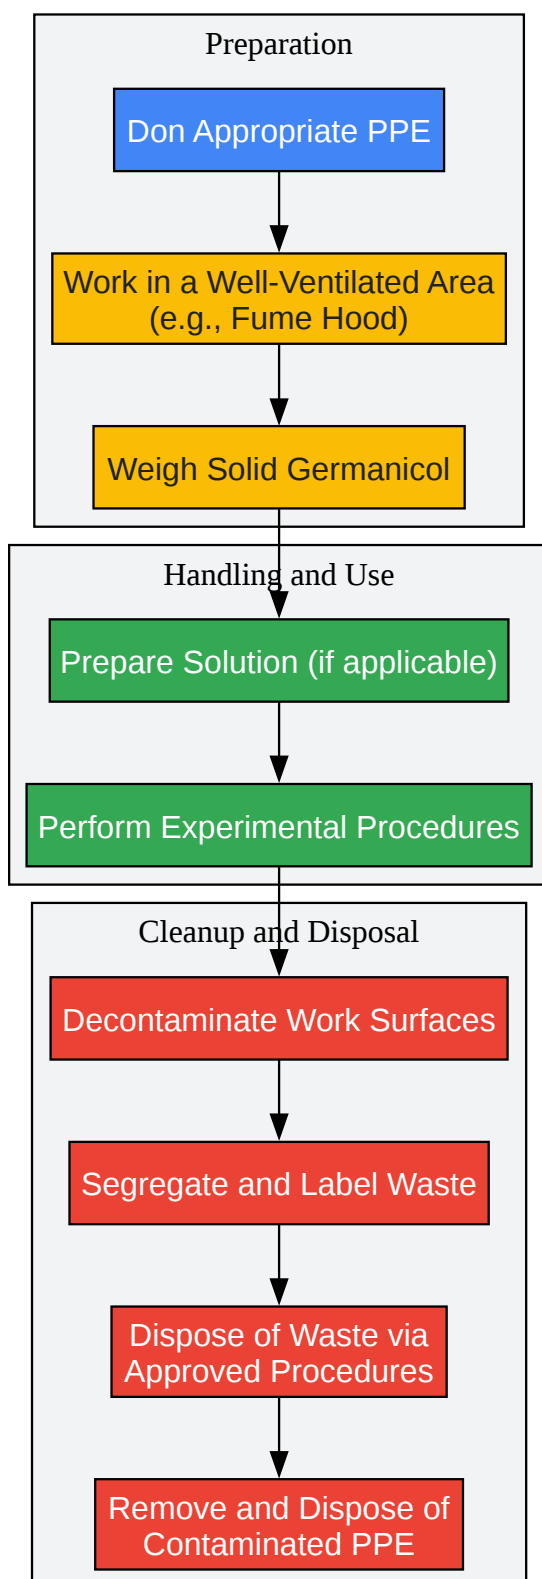 Preparation
Don Appropriate PPE
Work in a Well-Ventilated Area
(e.g., Fume Hood)
Weigh Solid Germanicol
Handling and Use
Prepare Solution (if applicable)
Perform Experimental Procedures
Cleanup and Disposal
Decontaminate Work Surfaces
Segregate and Label Waste
Dispose of Waste via
Approved Procedures
Remove and Dispose of
Contaminated PPE